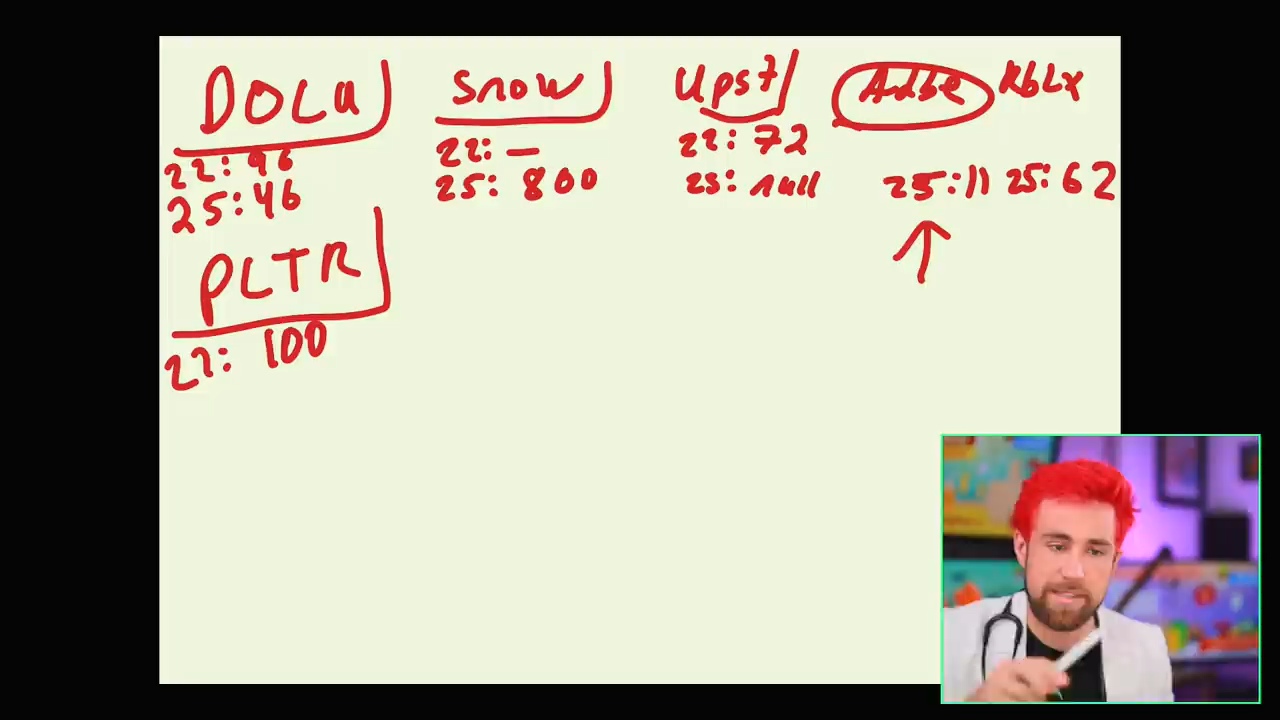 DOCU
22: 96
25: 46
Snow
22: —
25: 800
Upst
22: 72
25: null
Adbe
25: 11
RbLx
25: 62
PLTR
22: 100